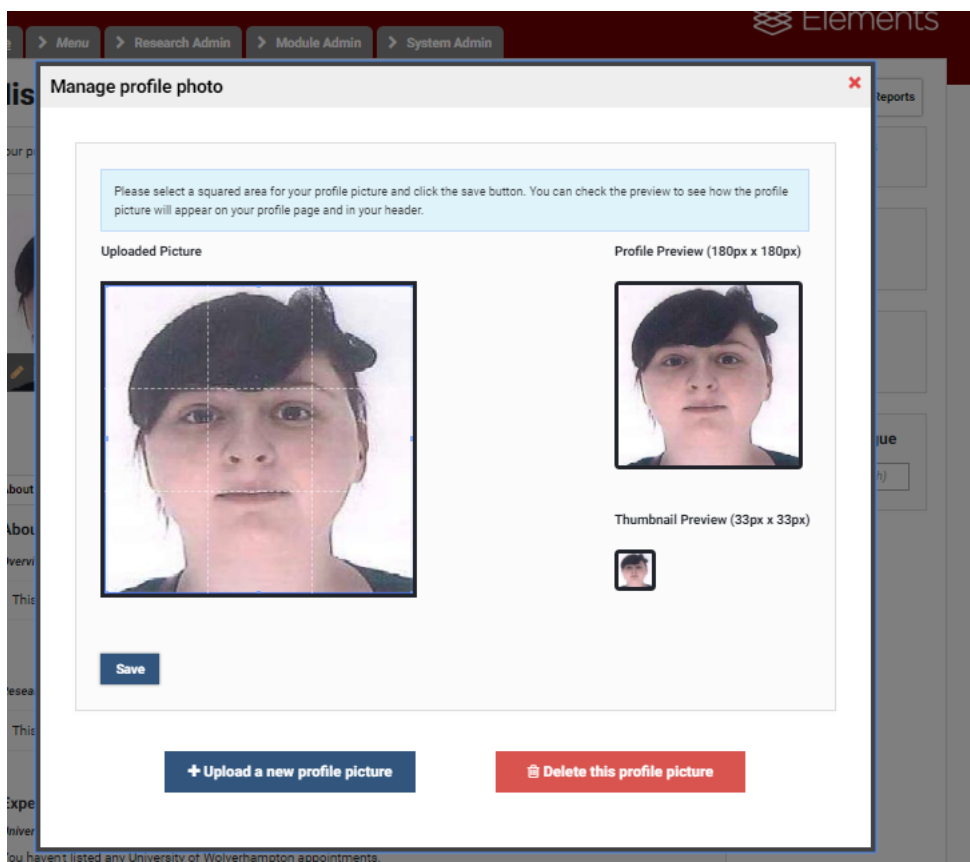 Elements
Menu
Research Admin
Module Admin
System Admin
Manage profile photo
Reports
Please select a squared area for your profile picture and click the save button. You can check the preview to see how the profile
picture will appear on your profile page and in your header.
Uploaded Picture
Profile Preview (180px x 180px)
Thumbnail Preview (33px x 33px)
Save
This
This
+ Upload a new profile picture
Delete this profile picture
You haven't listed any University of Wolverhampton appointments.